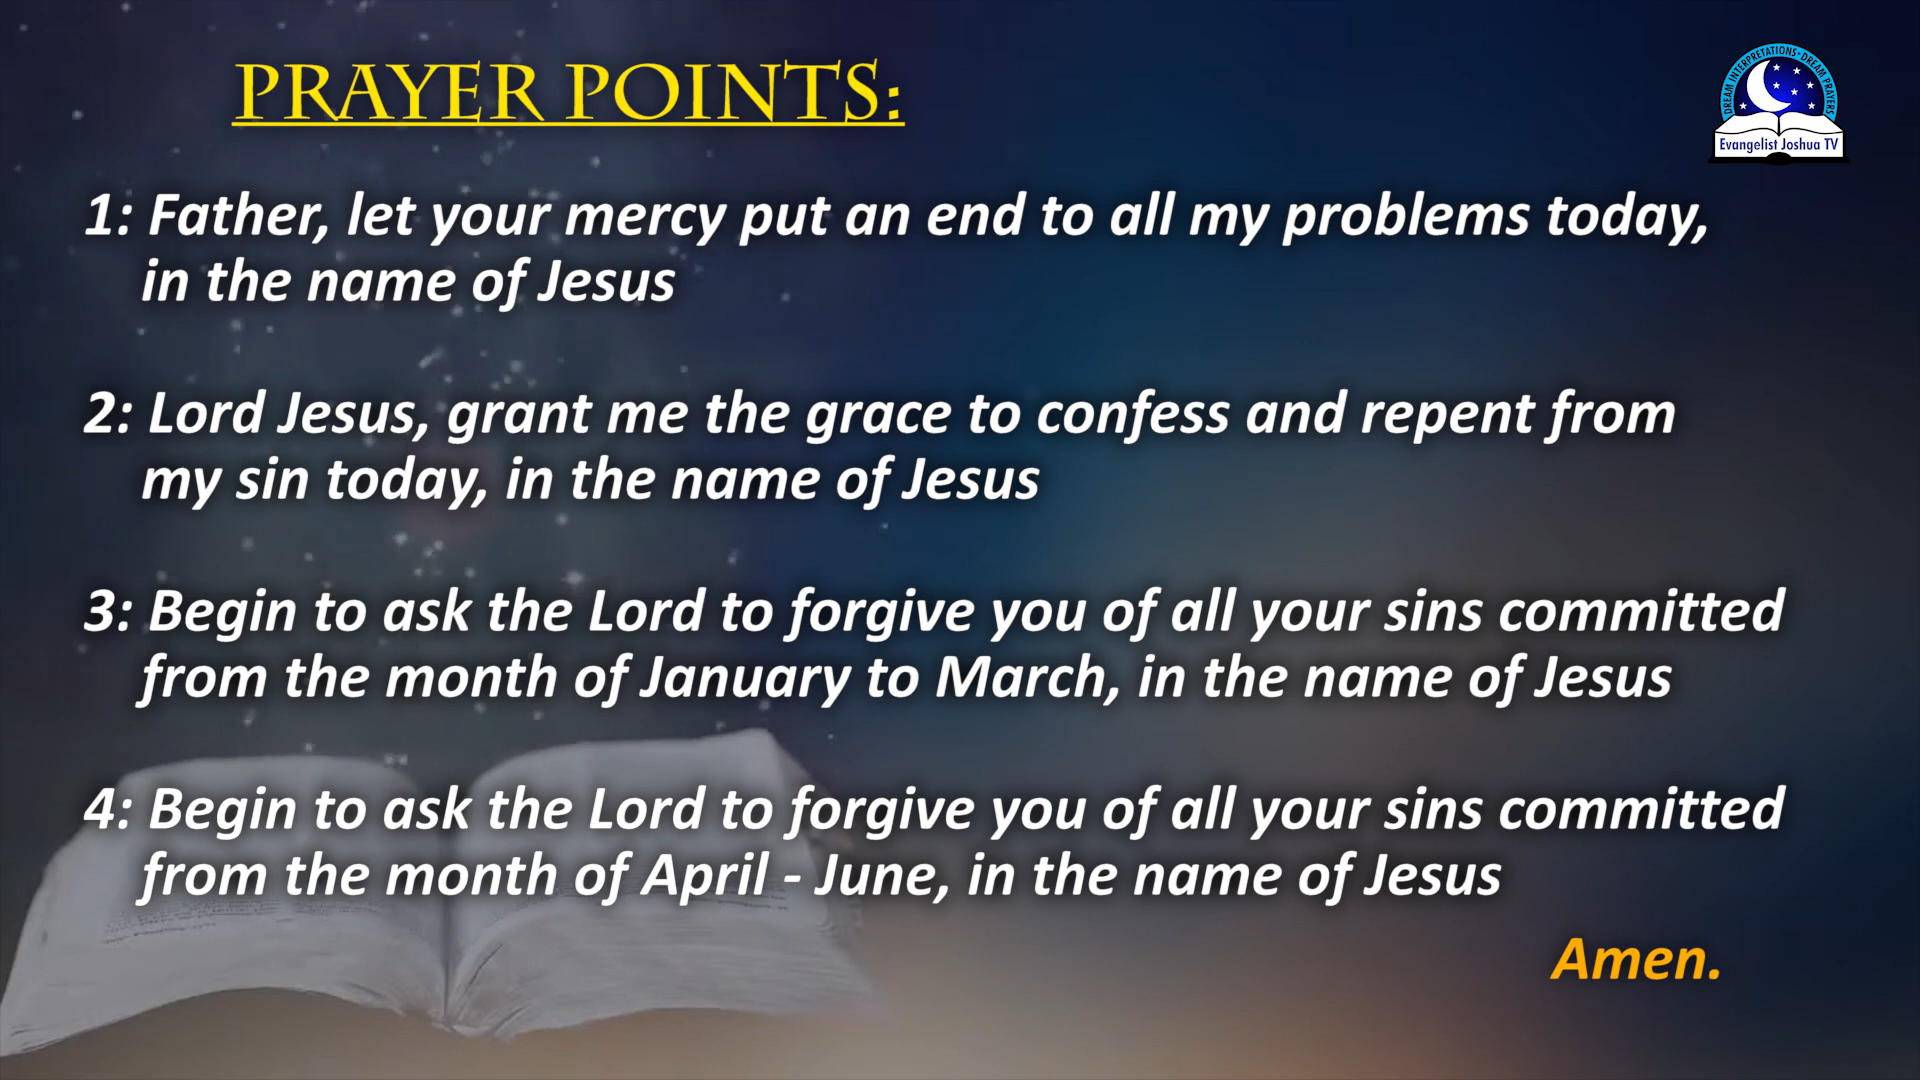 PRAYER POINTS:
DREAM INTERPRETATIONS • DREAM PRAYERS
Evangelist Joshua TV
1: Father, let your mercy put an end to all my problems today,
in the name of Jesus
2: Lord Jesus, grant me the grace to confess and repent from
my sin today, in the name of Jesus
3: Begin to ask the Lord to forgive you of all your sins committed
from the month of January to March, in the name of Jesus
4: Begin to ask the Lord to forgive you of all your sins committed
from the month of April - June, in the name of Jesus
Amen.